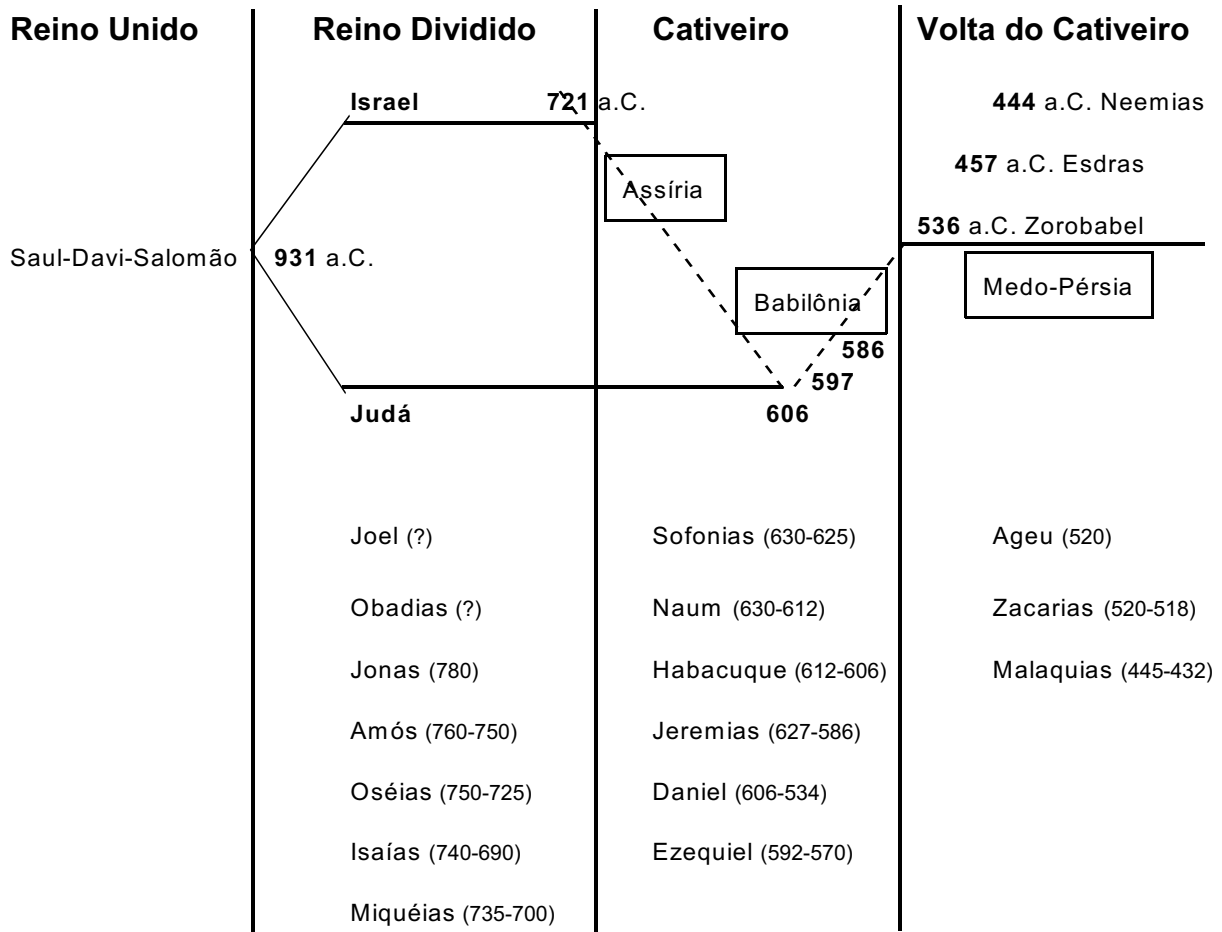 Reino Unido Reino Dividido Cativeiro Volta do Cativeiro
Israel 721 a.C. 444 a.C. Neemias
Assíria 457 a.C. Esdras
536 a.C. Zorobabel
Saul-Davi-Salomão 931 a.C.
Babilônia Medo-Pérsia
586
597
Judá 606
Joel (?) Sofonias (630-625) Ageu (520)
Obadias (?) Naum (630-612) Zacarias (520-518)
Jonas (780) Habacuque (612-606) Malaquias (445-432)
Amós (760-750) Jeremias (627-586)
Oséias (750-725) Daniel (606-534)
Isaías (740-690) Ezequiel (592-570)
Miquéias (735-700)